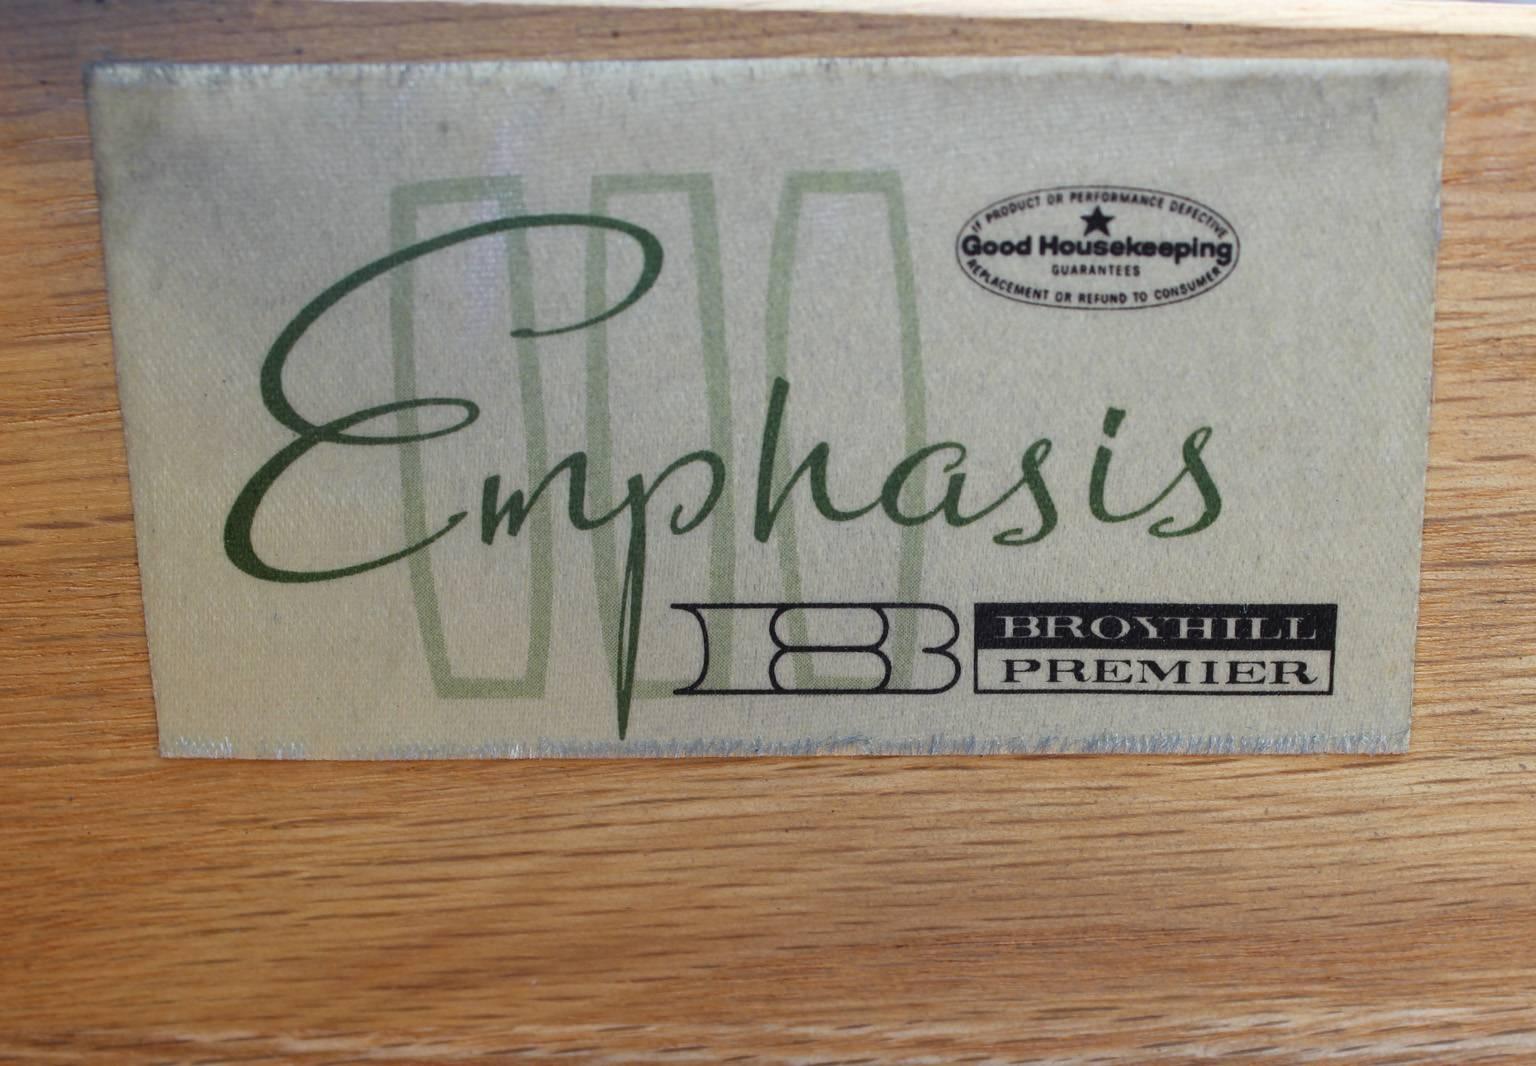 IF PRODUCT OR PERFORMANCE DEFECTIVE
Good Housekeeping
GUARANTEES
REPLACEMENT OR REFUND TO CONSUMER
Emphasis
B
BROYHILL
PREMIER